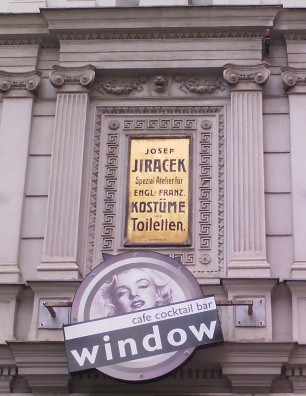 JOSEF
JIRACEK
Spezial Atelier für
ENGL. FRANZ.
KOSTÜME
und
Toiletten.
cafe cocktail bar
window